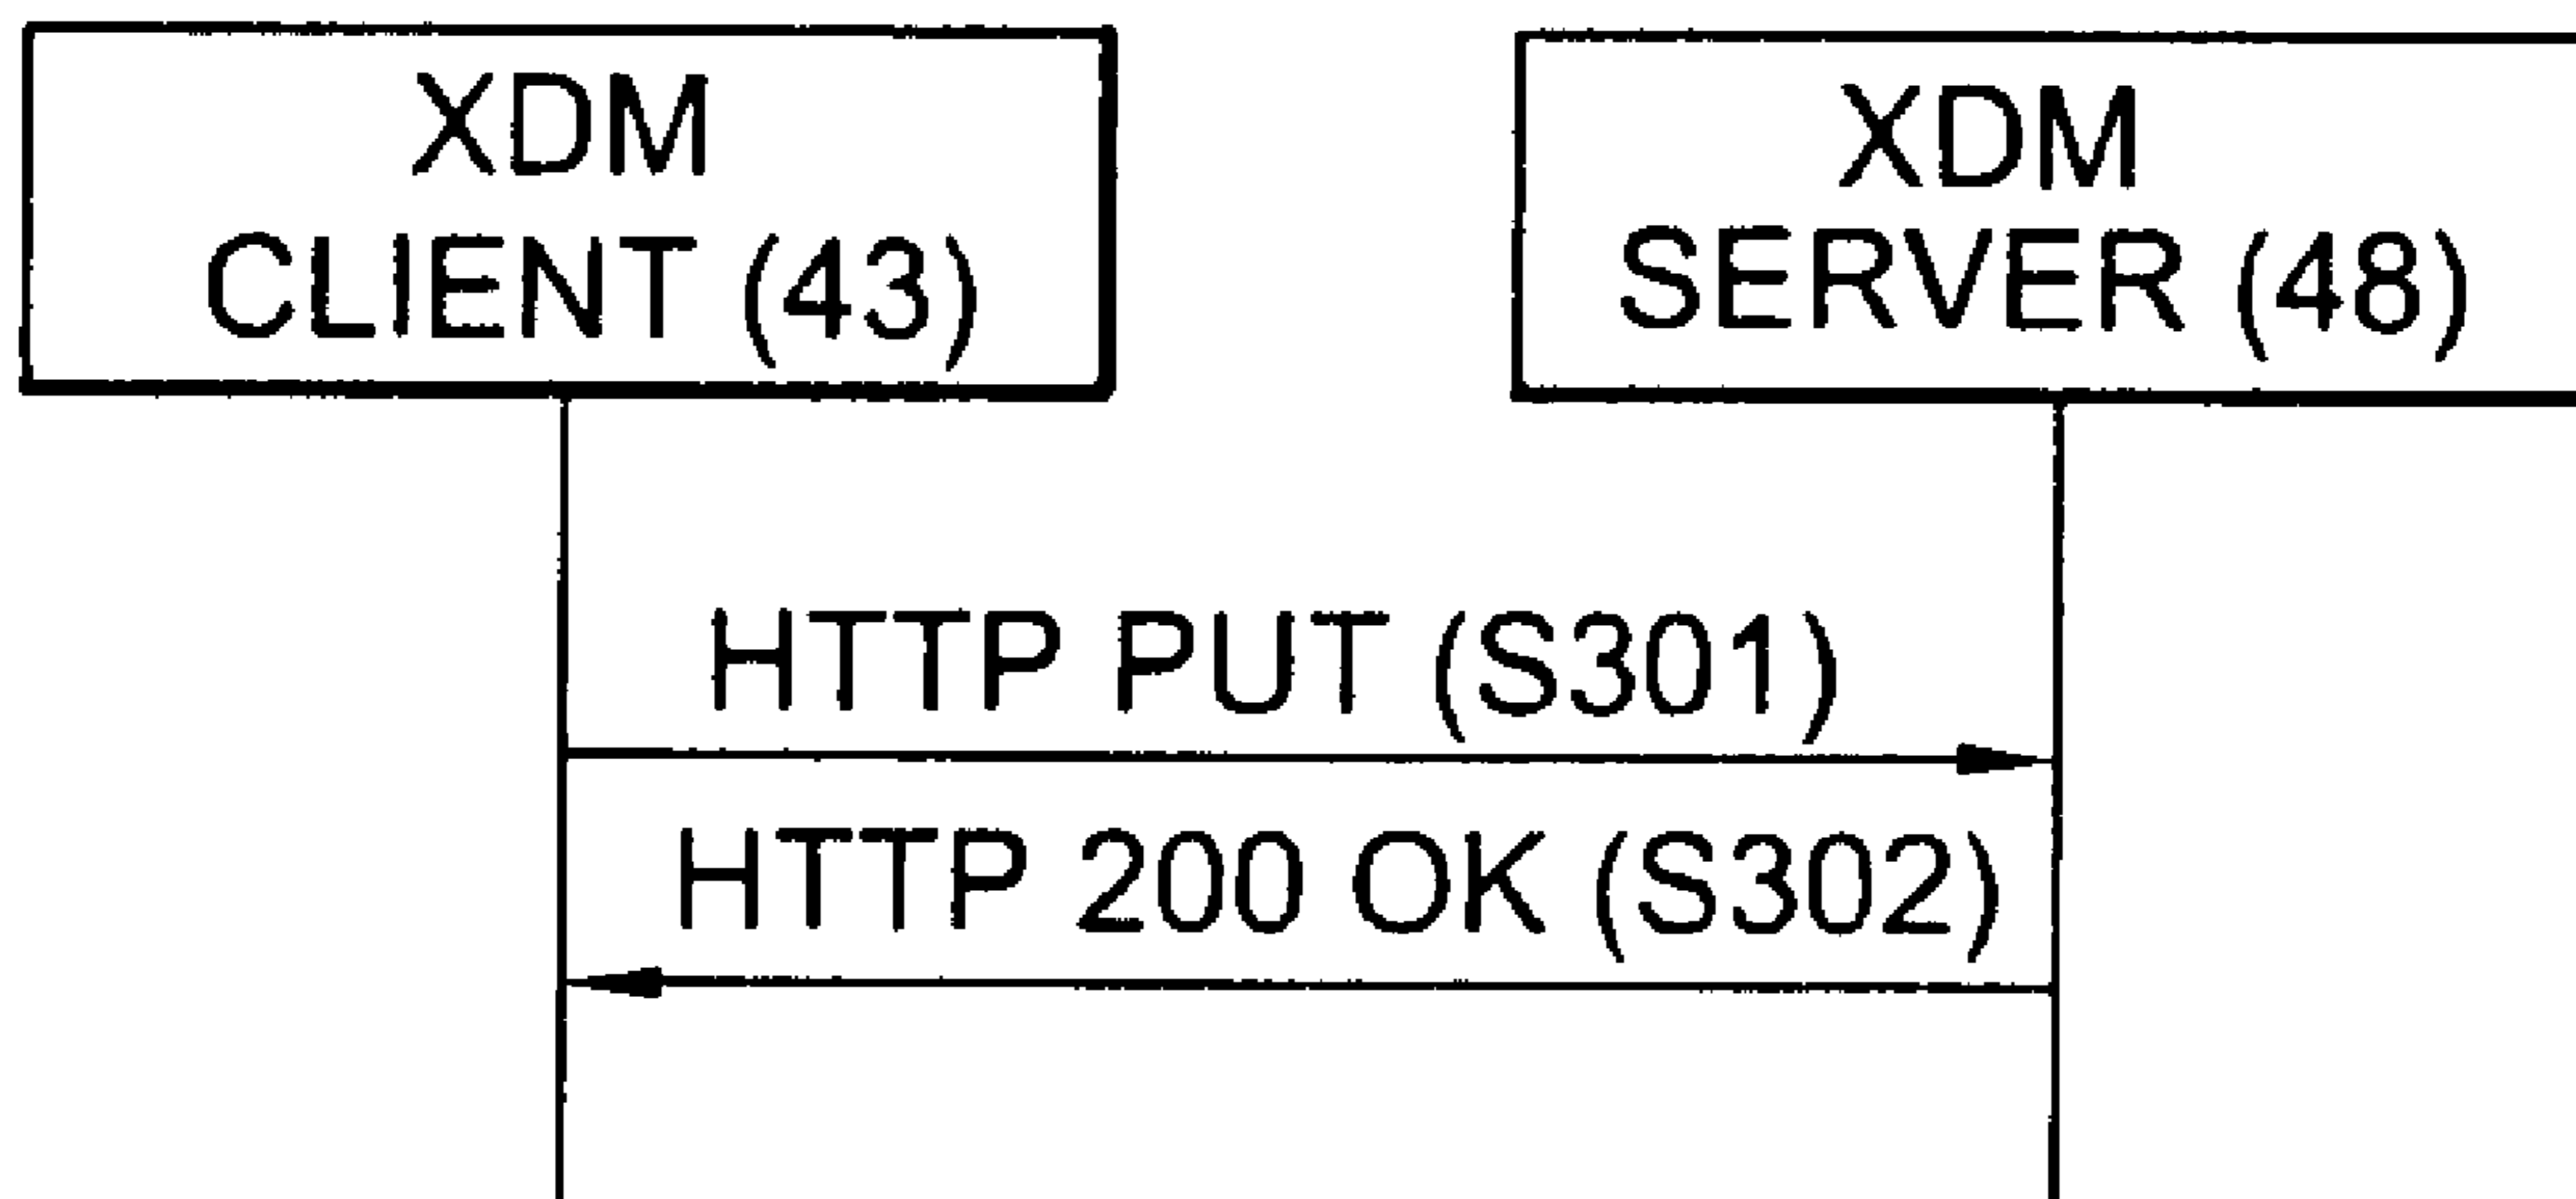 XDM
CLIENT (43)
XDM
SERVER (48)
HTTP PUT (S301)
HTTP 200 OK (S302)